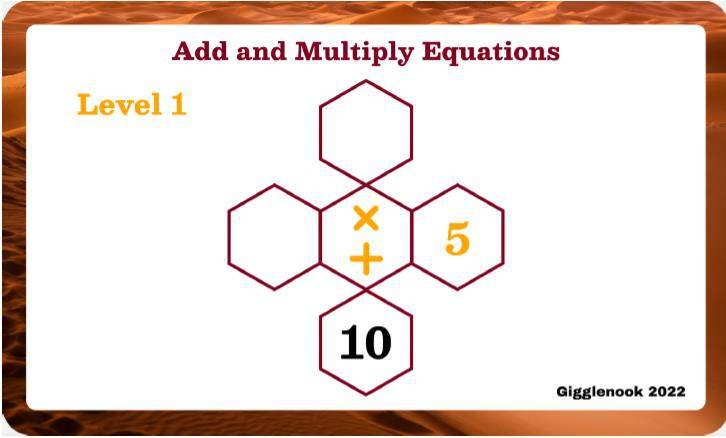 Add and Multiply Equations
Level 1
×
+
5
10
Gigglenook 2022